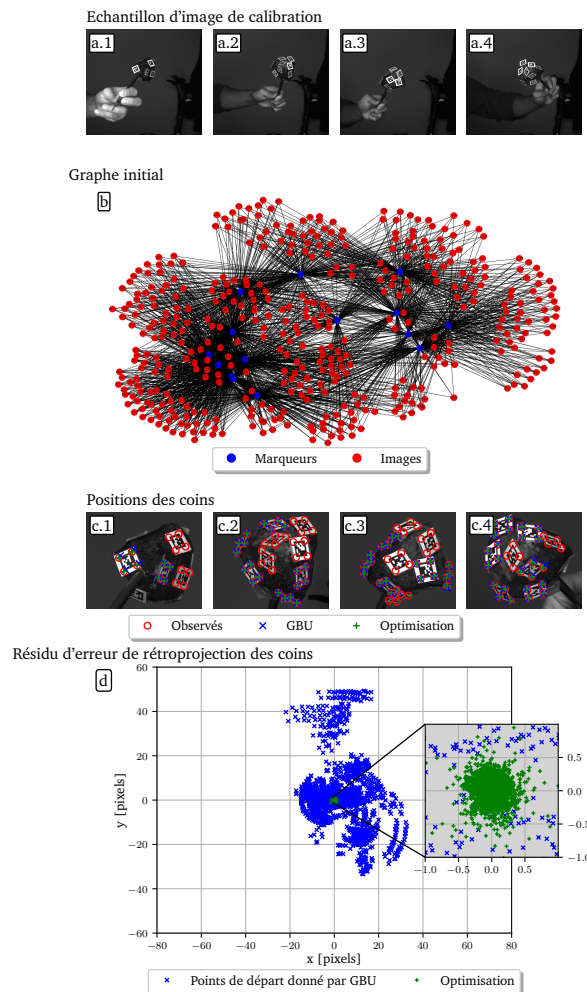 Echantillon d'image de calibration
a.1
a.2
a.3
a.4
Graphe initial
b
Marqueurs
Images
Positions des coins
c.1
c.2
c.3
c.4
Observés
GBU
Optimisation
Résidu d'erreur de rétroprojection des coins
d
60
40
20
0
−20
−40
−60
y [pixels]
−80
−60
−40
−20
0
20
40
60
80
x [pixels]
0.5
0.0
−0.5
−1.0
−1.0
−0.5
0.0
0.5
Points de départ donné par GBU
Optimisation